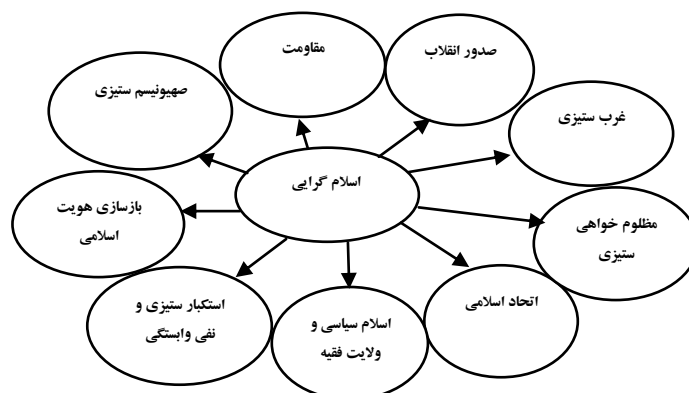 مقاومت
صدور انقلاب
صهیونیسم ستیزی
غرب ستیزی
اسلام گرایی
بازسازی هویت
اسلامی
مظلوم خواهی
ستیزی
استکبار ستیزی و
نفی وابستگی
اسلام سیاسی و
ولایت فقیه
اتحاد اسلامی